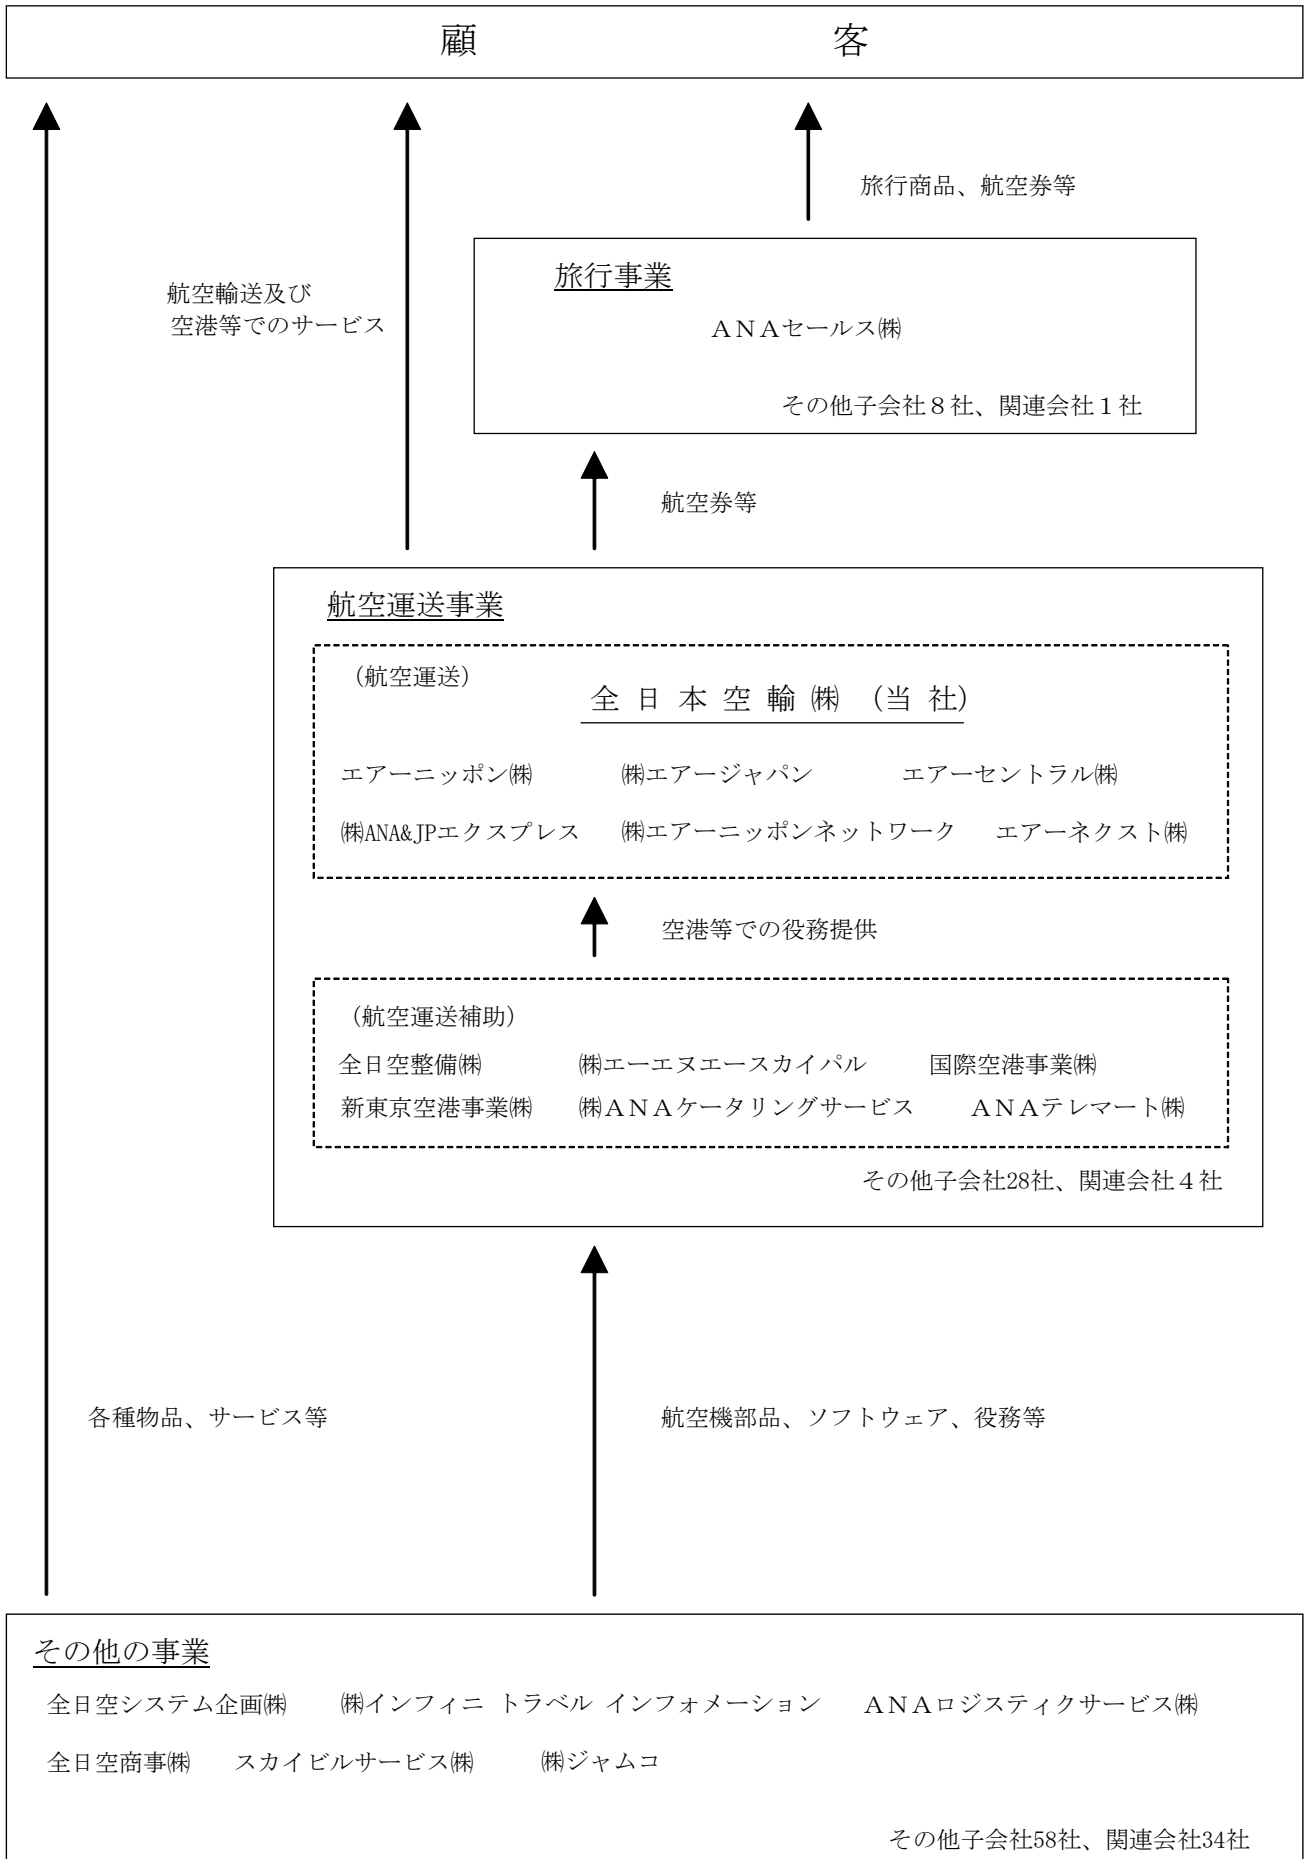 顧　客
旅行商品、航空券等
旅行事業
航空輸送及び
空港等でのサービス
ＡＮＡセールス㈱
その他子会社８社、関連会社１社
航空券等
航空運送事業
（航空運送）
全日本空輸㈱（当社）
エアーニッポン㈱　㈱エアージャパン　エアーセントラル㈱
㈱ANA&JPエクスプレス　㈱エアーニッポンネットワーク　エアーネクスト㈱
空港等での役務提供
（航空運送補助）
全日空整備㈱　㈱エーエヌエースカイパル　国際空港事業㈱
新東京空港事業㈱　㈱ＡＮＡケータリングサービス　ＡＮＡテレマート㈱
その他子会社28社、関連会社４社
各種物品、サービス等
航空機部品、ソフトウェア、役務等
その他の事業
全日空システム企画㈱　㈱インフィニ トラベル インフォメーション　ＡＮＡロジスティクサービス㈱
全日空商事㈱　スカイビルサービス㈱　㈱ジャムコ
その他子会社58社、関連会社34社